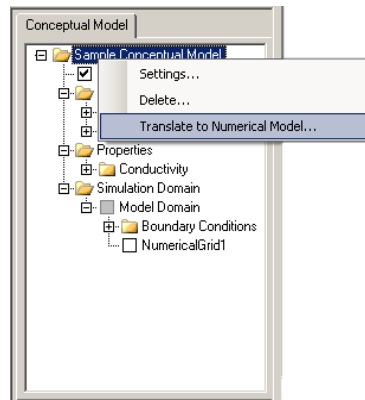 Conceptual Model
Sample Conceptual Model
Settings...
Delete...
Translate to Numerical Model...
Properties
Conductivity
Simulation Domain
Model Domain
Boundary Conditions
NumericalGrid1